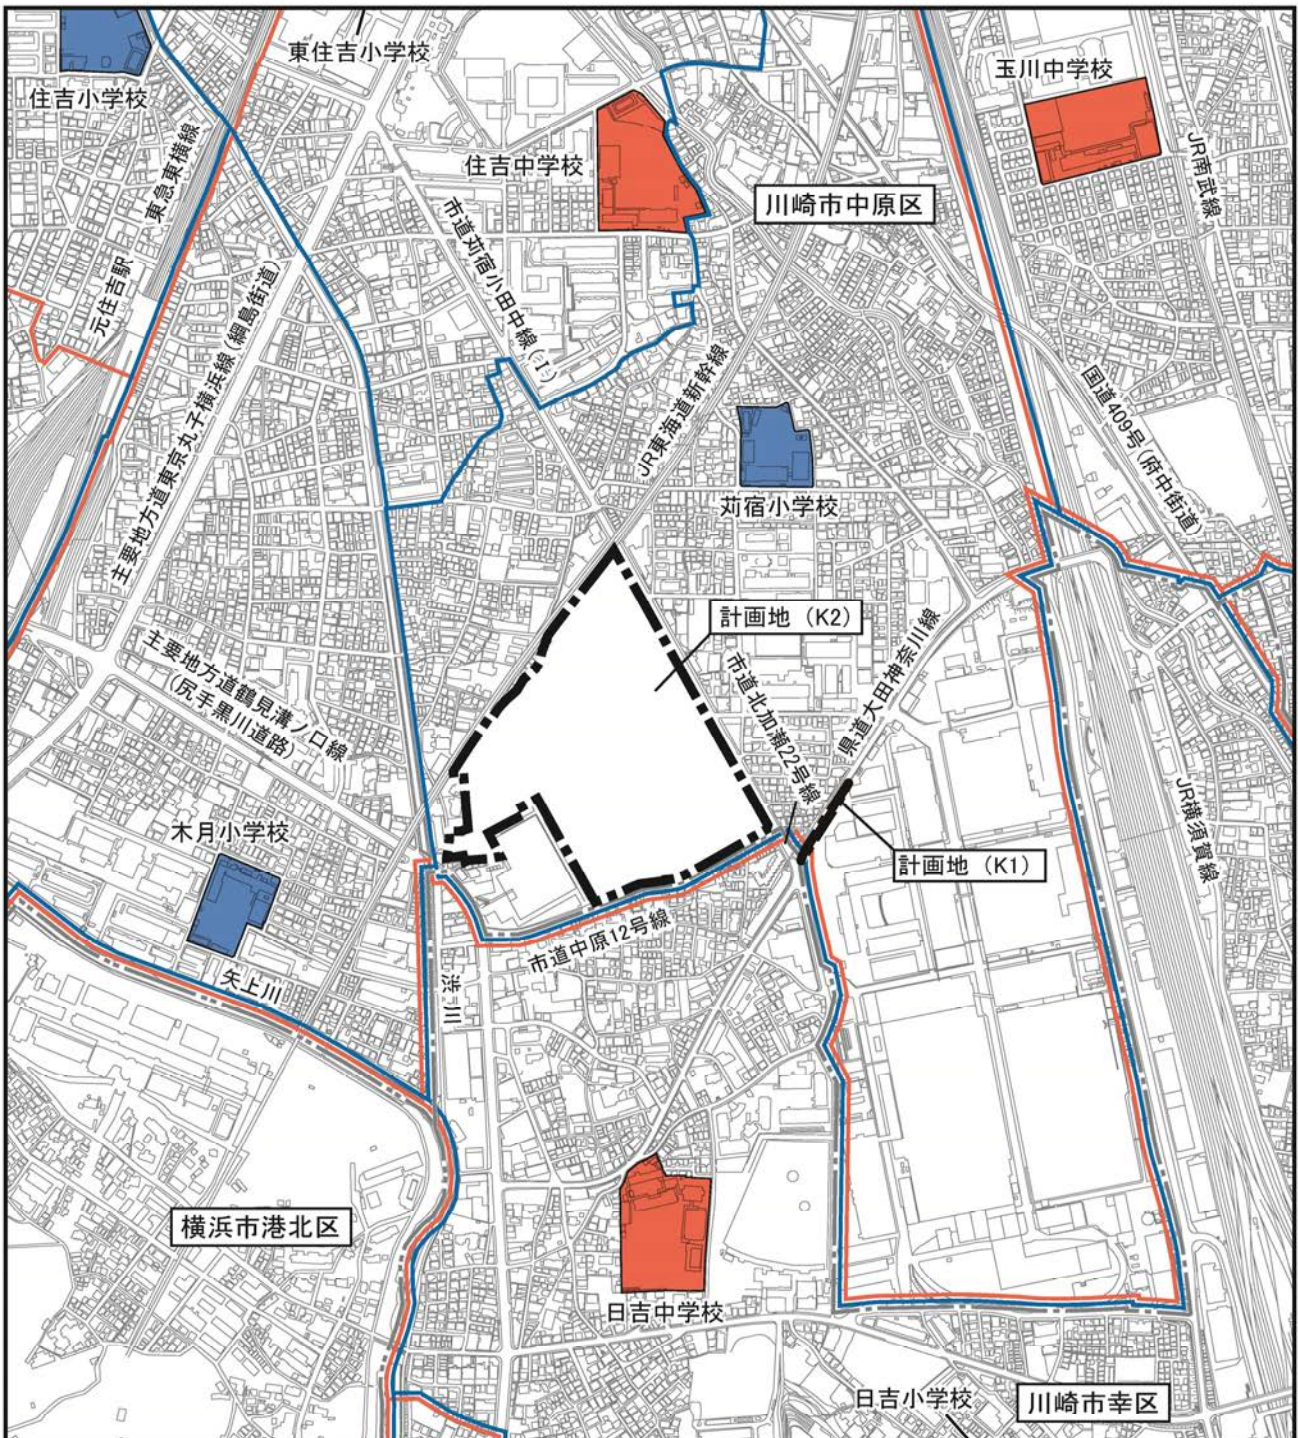 東住吉小学校
住吉小学校
玉川中学校
東急東横線
住吉中学校
JR南武線
川崎市中原区
市道苅宿小田中線(-I-)
元住吉駅
主要地方道東京丸子横浜線(綱島街道)
JR東海道新幹線
国道409号(府中街道)
苅宿小学校
計画地 (K2)
県道大田神奈川線
主要地方道鶴見溝ノ口線
(尻手黒川道路)
市道北加瀬22号線
JR横須賀線
木月小学校
計画地 (K1)
市道中原12号線
矢上川
渋川
横浜市港北区
日吉中学校
日吉小学校
川崎市幸区